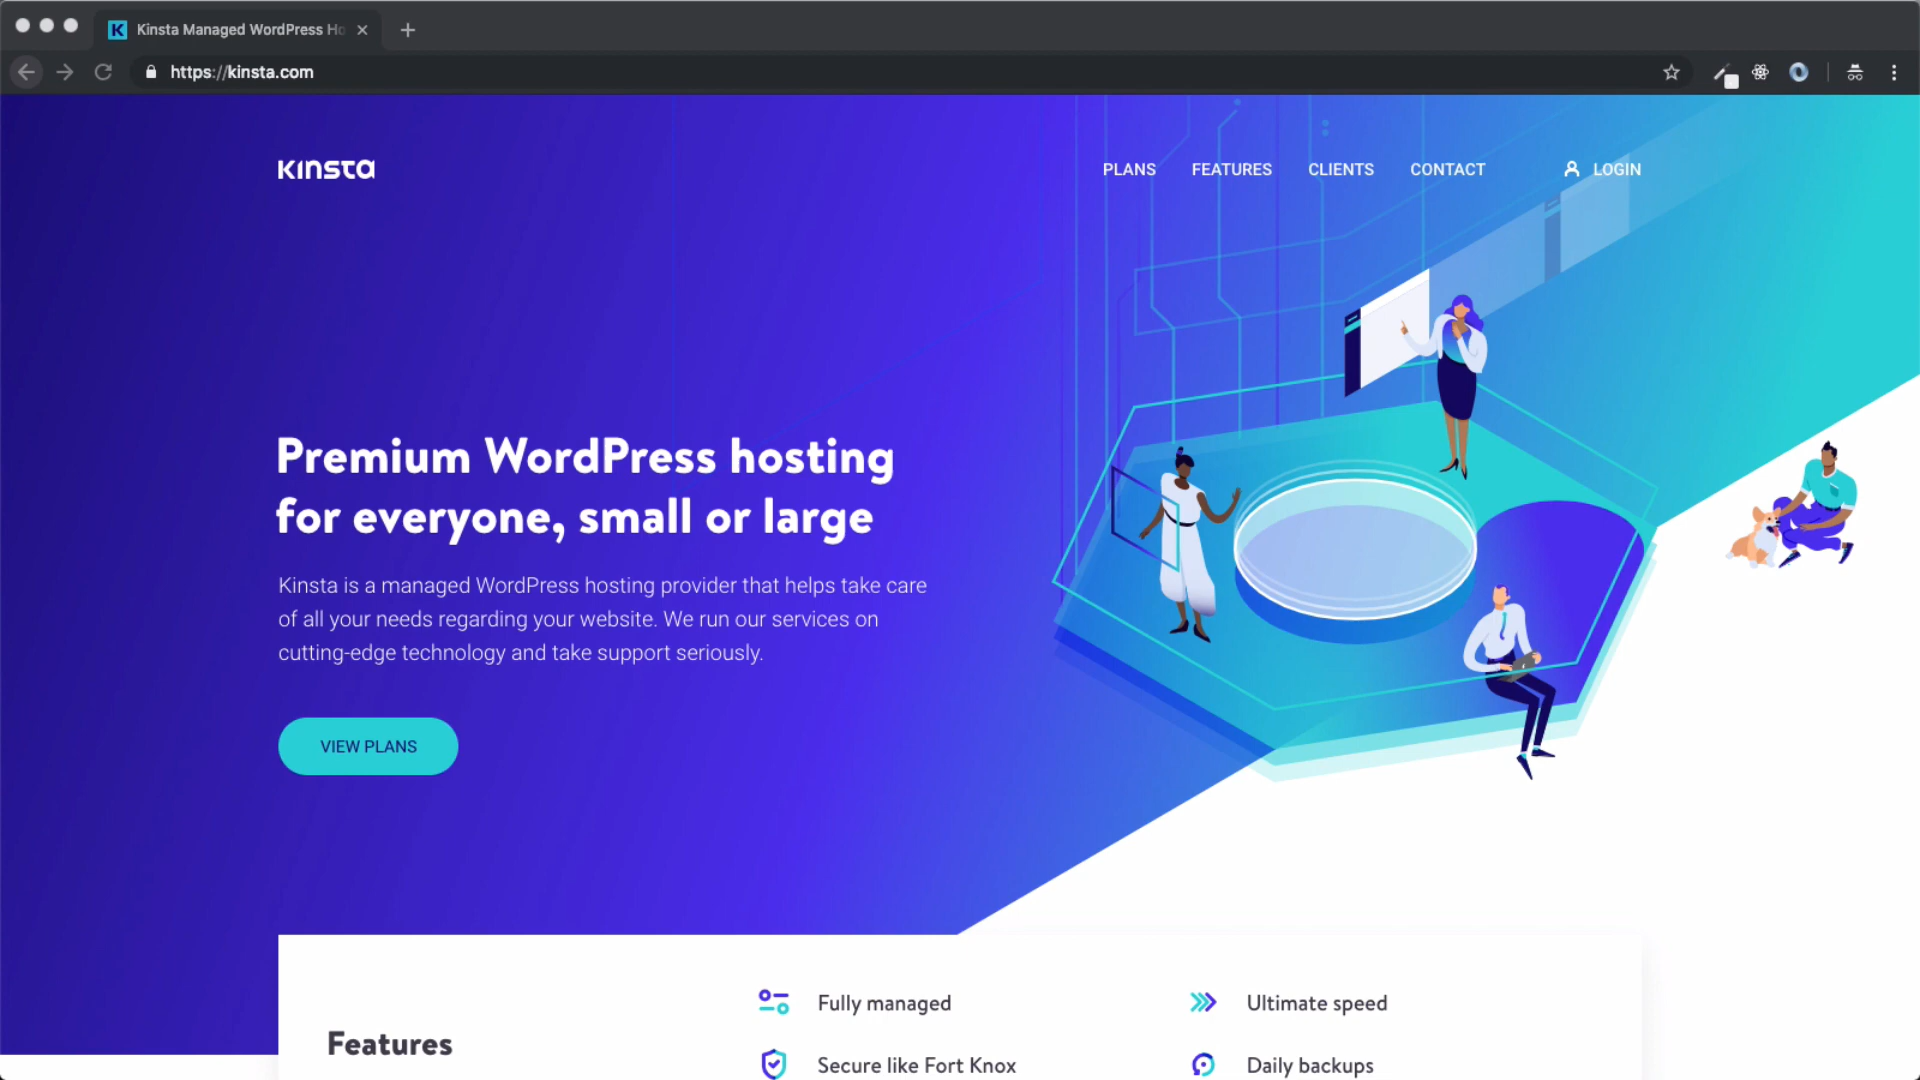 Kinsta Managed WordPress Ho
https://kinsta.com
Kinsta
PLANS FEATURES CLIENTS CONTACT LOGIN
Premium WordPress hosting
for everyone, small or large
Kinsta is a managed WordPress hosting provider that helps take care
of all your needs regarding your website. We run our services on
cutting-edge technology and take support seriously.
VIEW PLANS
Features
Fully managed
Ultimate speed
Secure like Fort Knox
Daily backups